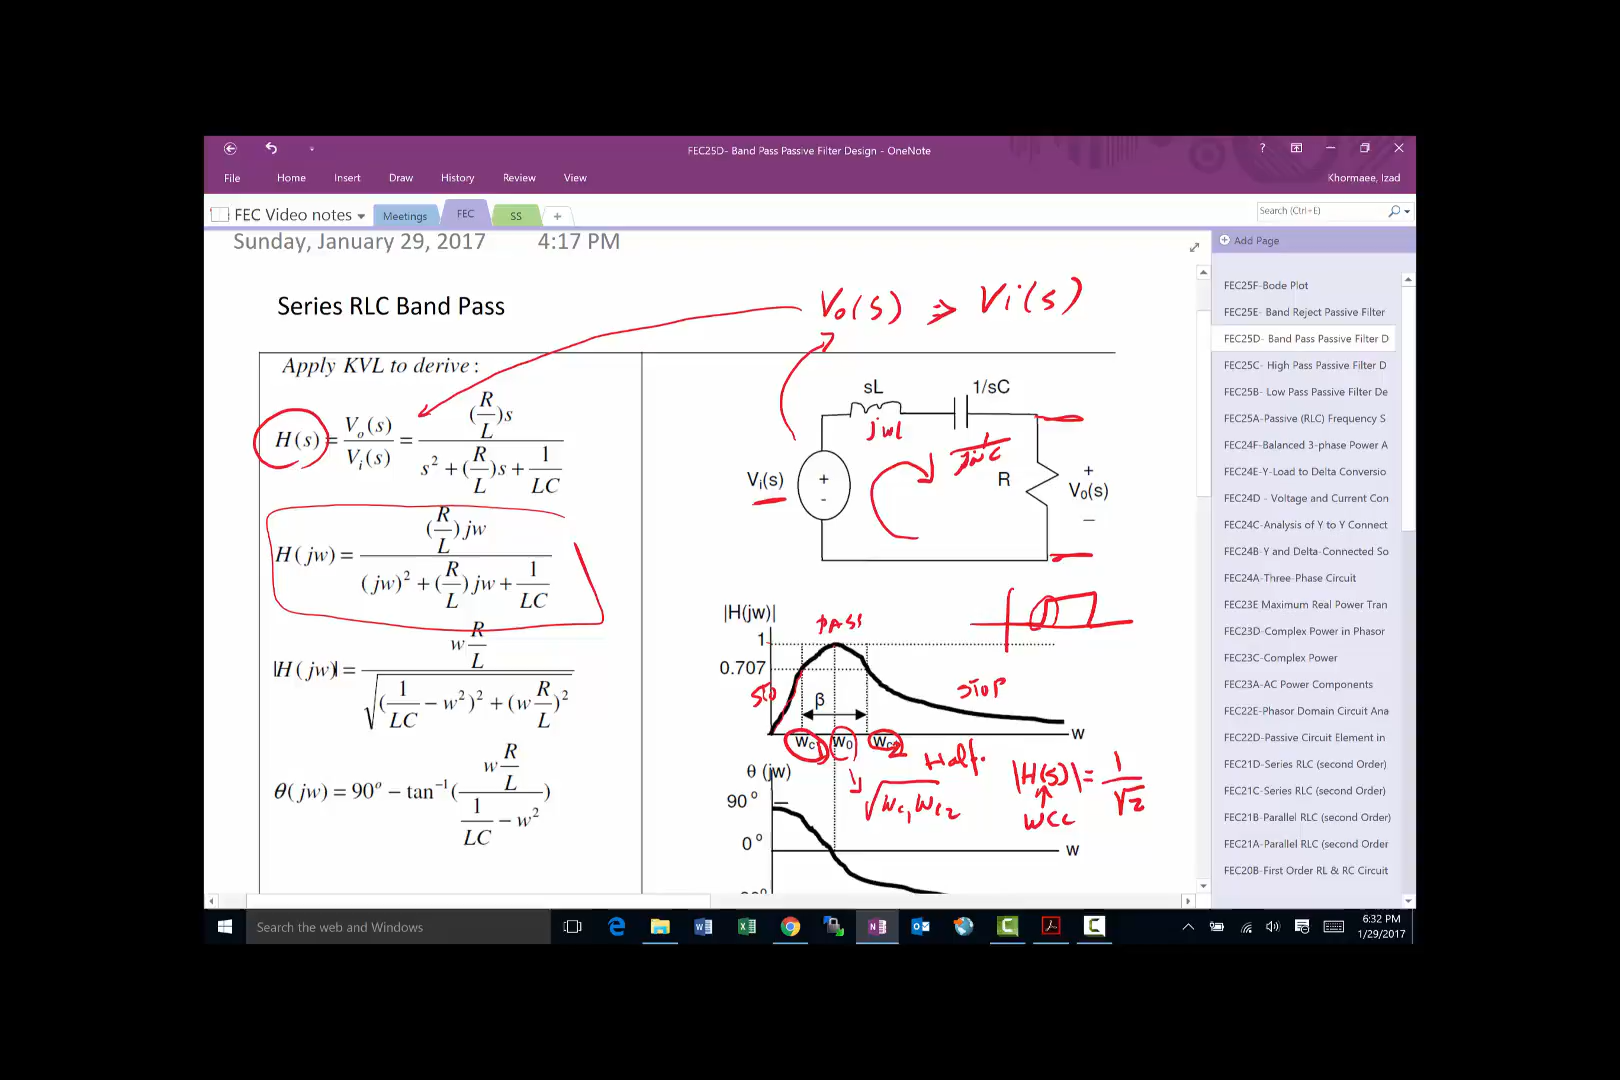 FEC25D- Band Pass Passive Filter Design - OneNote
?
File Home Insert Draw History Review View
Khormaee, Izad
FEC Video notes
Meetings FEC SS +
Search (Ctrl+E)
Sunday, January 29, 2017 4:17 PM
Series RLC Band Pass
Vo(s) => Vi(s)
Apply KVL to derive :
H(s) = Vo(s)/Vi(s) = (R/L)s / (s² + (R/L)s + 1/LC)
H(jw) = (R/L)jw / ((jw)² + (R/L)jw + 1/LC)
|H(jw)| = w R/L / √((1/LC − w²)² + (w R/L)²)
θ(jw) = 90° − tan⁻¹(w R/L / (1/LC − w²))
sL 1/sC
jwL
1/jwC
Vi(s) + - R + Vo(s) −
|H(jw)|
PASS
1
0.707
STO β STOP
wc1 w0 wc2 w
Half.
|H(s)| = 1/√2
wcc
θ (jw)
√wc1 wc2
90°
0° w
Add Page
FEC25F-Bode Plot
FEC25E- Band Reject Passive Filter
FEC25D- Band Pass Passive Filter D
FEC25C- High Pass Passive Filter D
FEC25B- Low Pass Passive Filter De
FEC25A-Passive (RLC) Frequency S
FEC24F-Balanced 3-phase Power A
FEC24E-Y-Load to Delta Conversio
FEC24D - Voltage and Current Con
FEC24C-Analysis of Y to Y Connect
FEC24B-Y and Delta-Connected So
FEC24A-Three-Phase Circuit
FEC23E Maximum Real Power Tran
FEC23D-Complex Power in Phasor
FEC23C-Complex Power
FEC23A-AC Power Components
FEC22E-Phasor Domain Circuit Ana
FEC22D-Passive Circuit Element in
FEC21D-Series RLC (second Order)
FEC21C-Series RLC (second Order)
FEC21B-Parallel RLC (second Order)
FEC21A-Parallel RLC (second Order
FEC20B-First Order RL & RC Circuit
Search the web and Windows
6:32 PM
1/29/2017